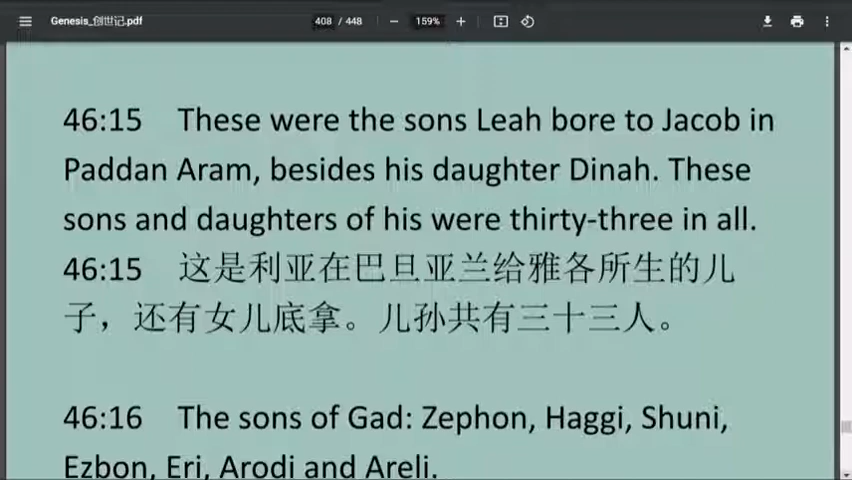 Genesis_创世记.pdf
408 / 448
159%
46:15 These were the sons Leah bore to Jacob in
Paddan Aram, besides his daughter Dinah. These
sons and daughters of his were thirty-three in all.
46:15 这是利亚在巴旦亚兰给雅各所生的儿
子，还有女儿底拿。儿孙共有三十三人。
46:16 The sons of Gad: Zephon, Haggi, Shuni,
Ezbon, Eri, Arodi and Areli.